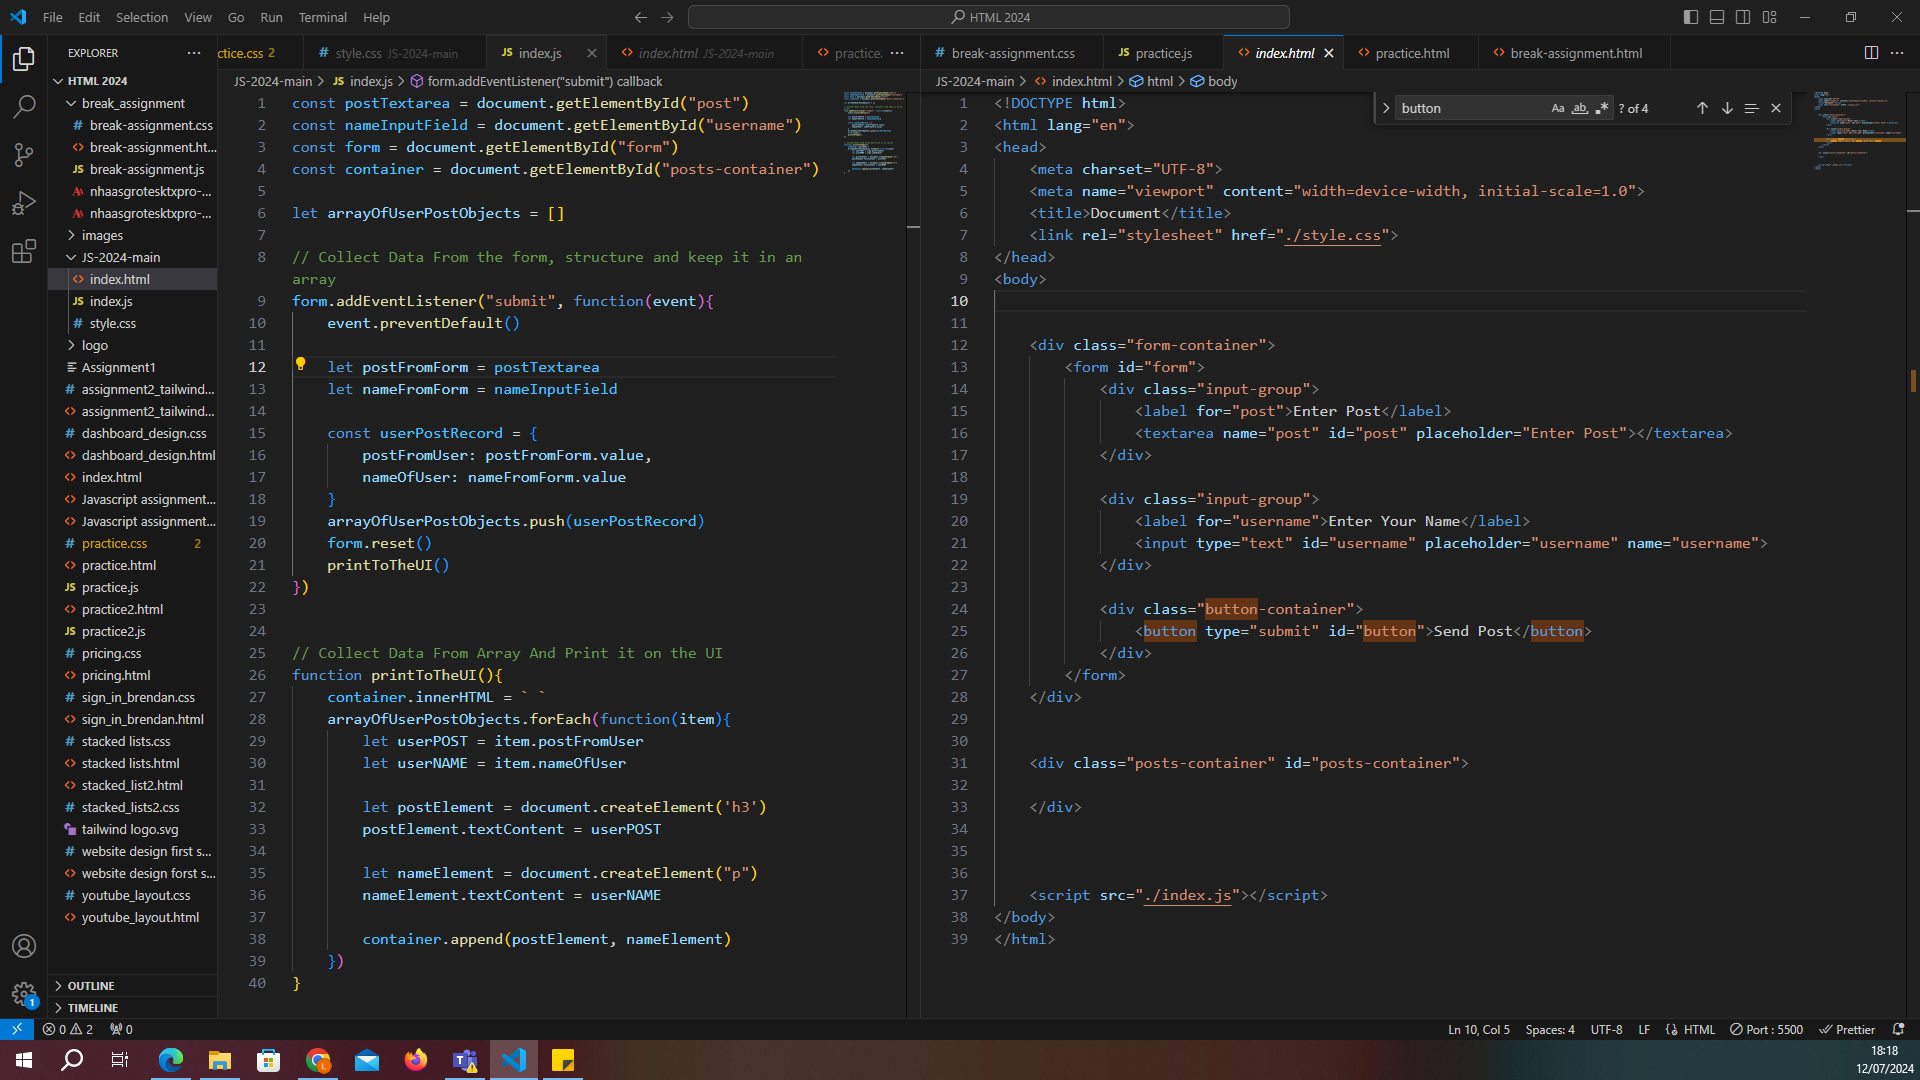 File Edit Selection View Go Run Terminal Help
HTML 2024
EXPLORER
HTML 2024
break_assignment
break-assignment.css
break-assignment.ht...
break-assignment.js
nhaasgrotesktxpro-...
nhaasgrotesktxpro-...
images
JS-2024-main
index.html
index.js
style.css
logo
Assignment1
assignment2_tailwind...
assignment2_tailwind...
dashboard_design.css
dashboard_design.html
index.html
Javascript assignment...
Javascript assignment...
practice.css 2
practice.html
practice.js
practice2.html
practice2.js
pricing.css
pricing.html
sign_in_brendan.css
sign_in_brendan.html
stacked lists.css
stacked lists.html
stacked_list2.html
stacked_lists2.css
tailwind logo.svg
website design first s...
website design forst s...
youtube_layout.css
youtube_layout.html
OUTLINE
TIMELINE
ctice.css 2 style.css JS-2024-main JS index.js index.html JS-2024-main practice.
JS-2024-main > JS index.js > form.addEventListener("submit") callback
1 const postTextarea = document.getElementById("post")
2 const nameInputField = document.getElementById("username")
3 const form = document.getElementById("form")
4 const container = document.getElementById("posts-container")
5
6 let arrayOfUserPostObjects = []
7
8 // Collect Data From the form, structure and keep it in an
array
9 form.addEventListener("submit", function(event){
10 event.preventDefault()
11
12 let postFromForm = postTextarea
13 let nameFromForm = nameInputField
14
15 const userPostRecord = {
16 postFromUser: postFromForm.value,
17 nameOfUser: nameFromForm.value
18 }
19 arrayOfUserPostObjects.push(userPostRecord)
20 form.reset()
21 printToTheUI()
22 })
23
24
25 // Collect Data From Array And Print it on the UI
26 function printToTheUI(){
27 container.innerHTML = ` `
28 arrayOfUserPostObjects.forEach(function(item){
29 let userPOST = item.postFromUser
30 let userNAME = item.nameOfUser
31
32 let postElement = document.createElement('h3')
33 postElement.textContent = userPOST
34
35 let nameElement = document.createElement("p")
36 nameElement.textContent = userNAME
37
38 container.append(postElement, nameElement)
39 })
40 }
break-assignment.css JS practice.js index.html practice.html break-assignment.html
JS-2024-main > index.html > html > body
button Aa ab ? of 4
1 <!DOCTYPE html>
2 <html lang="en">
3 <head>
4 <meta charset="UTF-8">
5 <meta name="viewport" content="width=device-width, initial-scale=1.0">
6 <title>Document</title>
7 <link rel="stylesheet" href="./style.css">
8 </head>
9 <body>
10
11
12 <div class="form-container">
13 <form id="form">
14 <div class="input-group">
15 <label for="post">Enter Post</label>
16 <textarea name="post" id="post" placeholder="Enter Post"></textarea>
17 </div>
18
19 <div class="input-group">
20 <label for="username">Enter Your Name</label>
21 <input type="text" id="username" placeholder="username" name="username">
22 </div>
23
24 <div class="button-container">
25 <button type="submit" id="button">Send Post</button>
26 </div>
27 </form>
28 </div>
29
30
31 <div class="posts-container" id="posts-container">
32
33 </div>
34
35
36
37 <script src="./index.js"></script>
38 </body>
39 </html>
0 2 0
Ln 10, Col 5 Spaces: 4 UTF-8 LF HTML Port : 5500 Prettier
18:18
12/07/2024